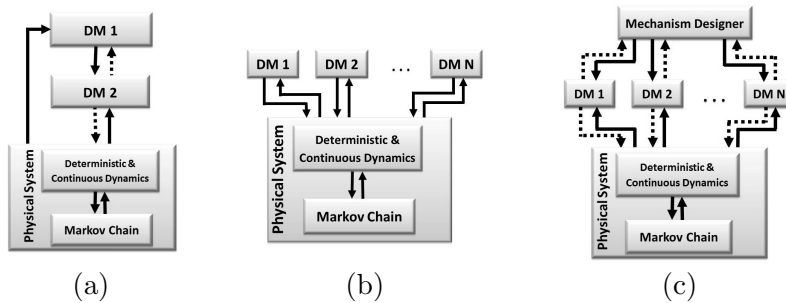 DM 1
DM 2
Physical System
Deterministic &
Continuous Dynamics
Markov Chain
(a)
DM 1
DM 2
...
DM N
Physical System
Deterministic &
Continuous Dynamics
Markov Chain
(b)
Mechanism Designer
DM 1
DM 2
...
DM N
Physical System
Deterministic &
Continuous Dynamics
Markov Chain
(c)